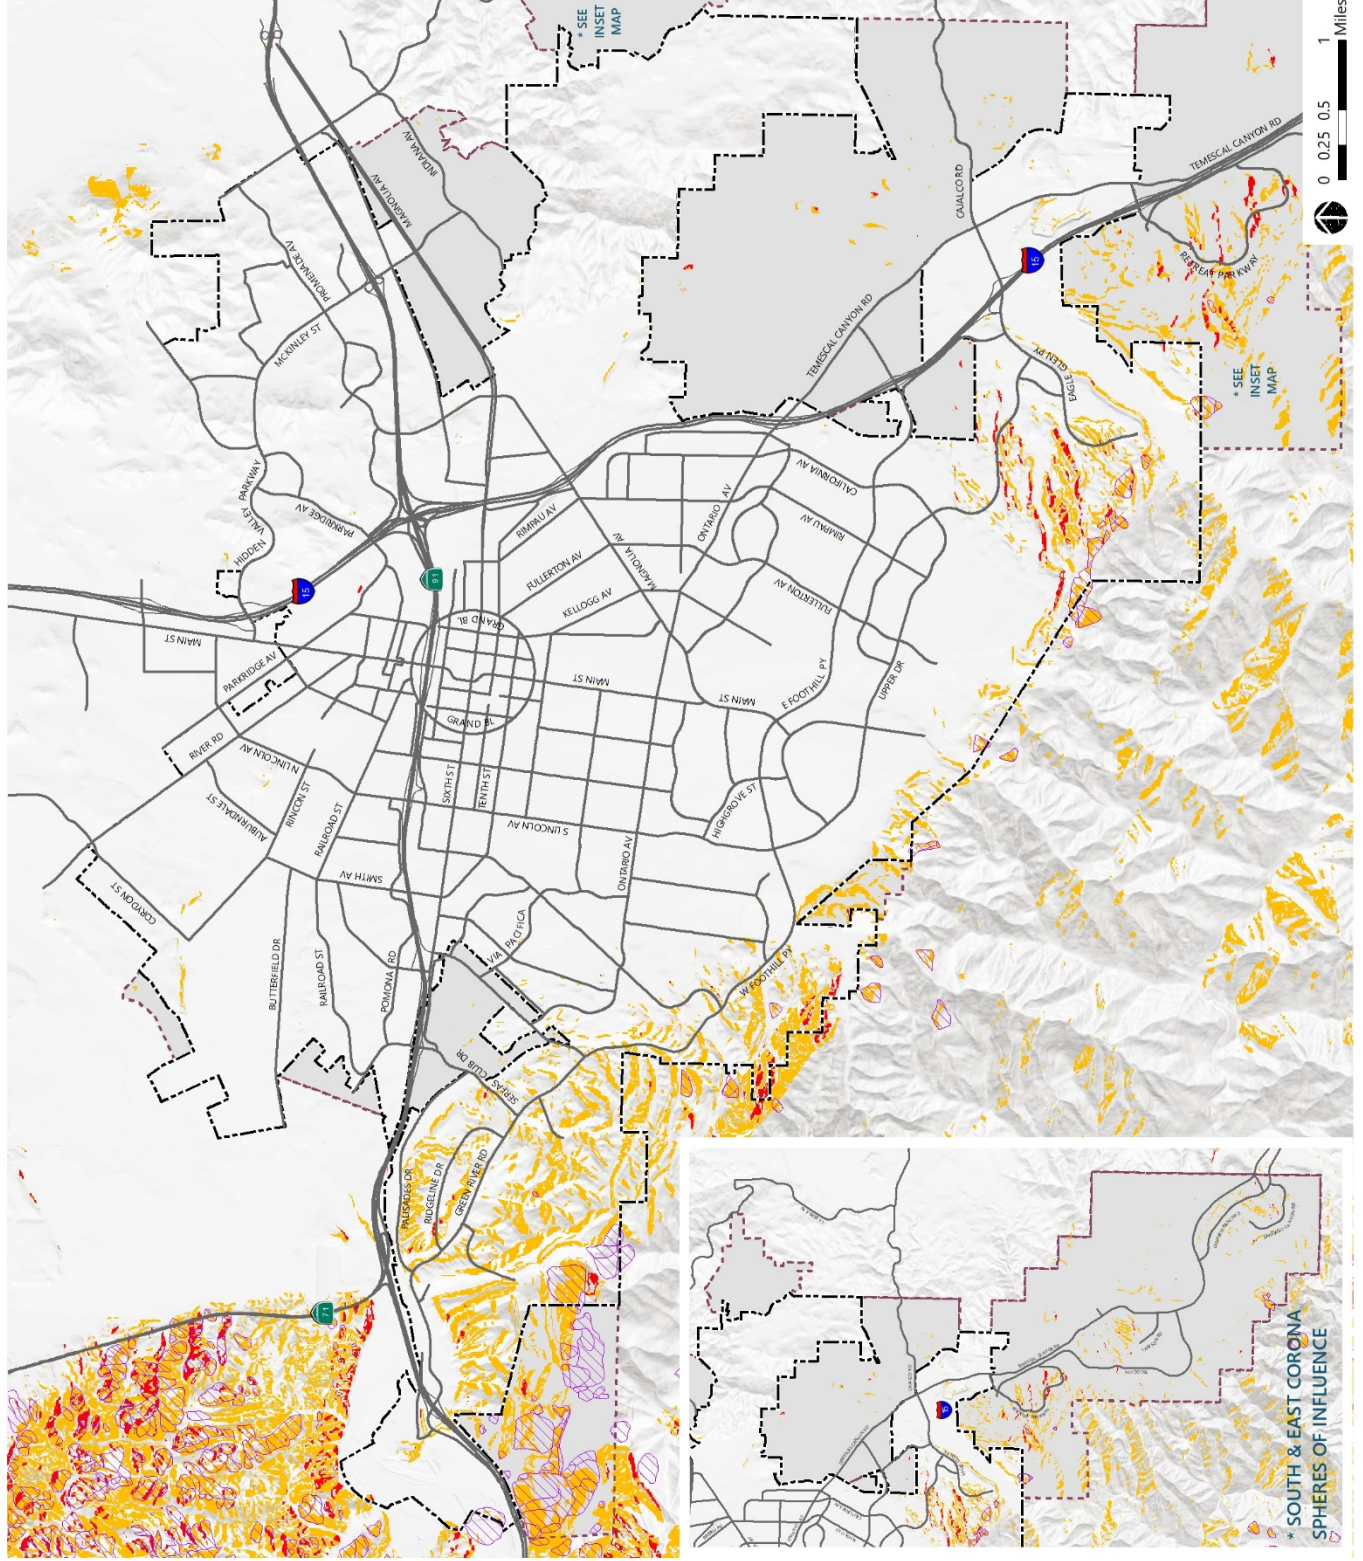 * SEE
INSET
MAP
MAIN ST
PARKRIDGE AV
RIVER RD
N LINCOLN AV
AUBURNDALE ST
RINCON ST
RAILROAD ST
CORYDON ST
SMITH AV
BUTTERFIELD DR
RAILROAD ST
POMONA RD
HIDDEN VALLEY PARKWAY
PARKRIDGE AV
MCKINLEY ST
PROMENADE AV
MAGNOLIA AV
INDIANA AV
15
91
71
GRAND BL
GRAND BL
SIXTH ST
TENTH ST
RIMPAU AV
FULLERTON AV
KELLOGG AV
MAGNOLIA AV
MAIN ST
MAIN ST
S LINCOLN AV
ONTARIO AV
ONTARIO AV
VIA PACIFICA
HIGHGROVE ST
E FOOTHILL PY
UPPER DR
FULLERTON AV
RIMPAU AV
CALIFORNIA AV
W FOOTHILL PY
SERFAS CLUB DR
PALISADES DR
RIDGELINE DR
GREEN RIVER RD
TEMESCAL CANYON RD
CAJALCO RD
15
EAGLE GLEN PY
TEMESCAL CANYON RD
RETREAT PARKWAY
* SEE
INSET
MAP
0 0.25 0.5 1
Miles
15
CAJALCO RD
* SOUTH & EAST CORONA
SPHERES OF INFLUENCE